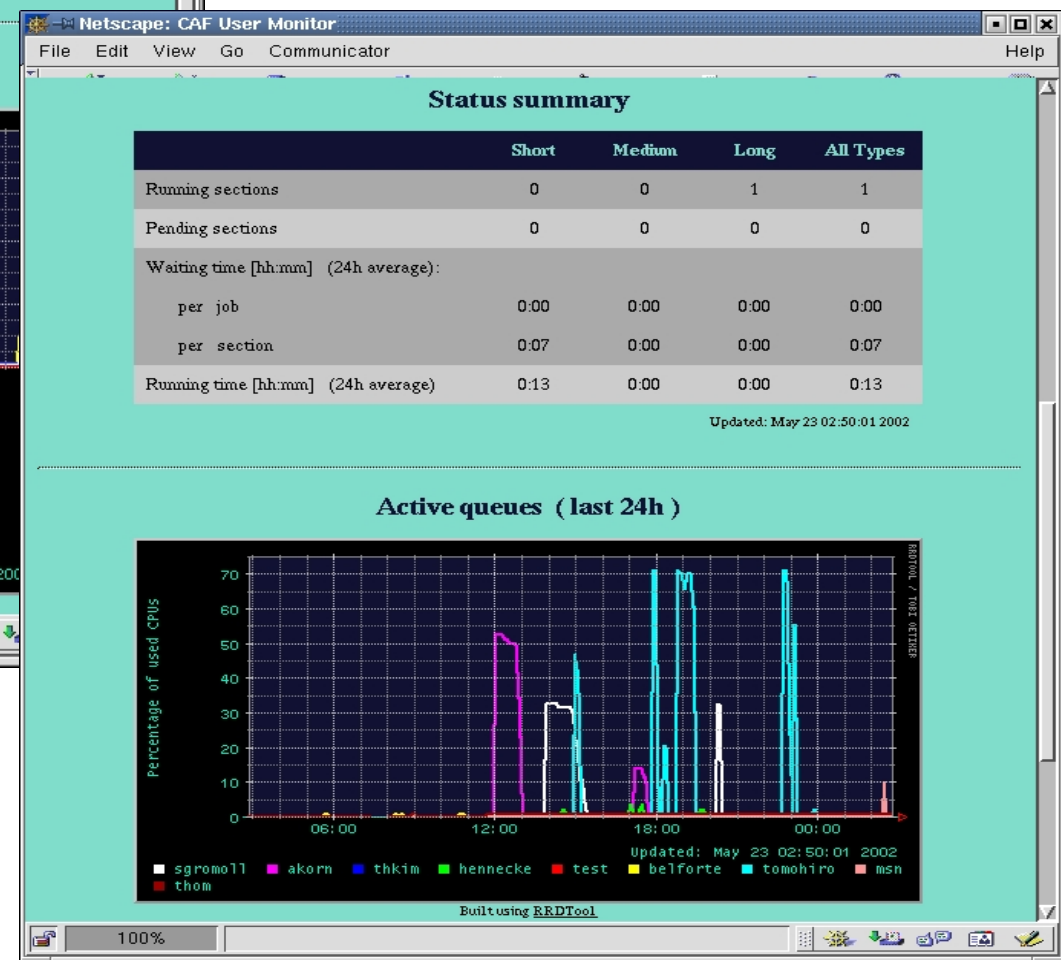 Netscape: CAF User Monitor
File Edit View Go Communicator Help
Status summary
Short Medium Long All Types
Running sections 0 0 1 1
Pending sections 0 0 0 0
Waiting time [hh:mm] (24h average):
per job 0:00 0:00 0:00 0:00
per section 0:07 0:00 0:00 0:07
Running time [hh:mm] (24h average) 0:13 0:00 0:00 0:13
Updated: May 23 02:50:01 2002
Active queues ( last 24h )
RRDTOOL / TOBI OETIKER
Percentage of used CPUs
70
60
50
40
30
20
10
0
06:00 12:00 18:00 00:00
Updated: May 23 02:50:01 2002
sgromoll akorn thkim hennecke test belforte tomohiro msn
thom
Built using RRDTool
100%